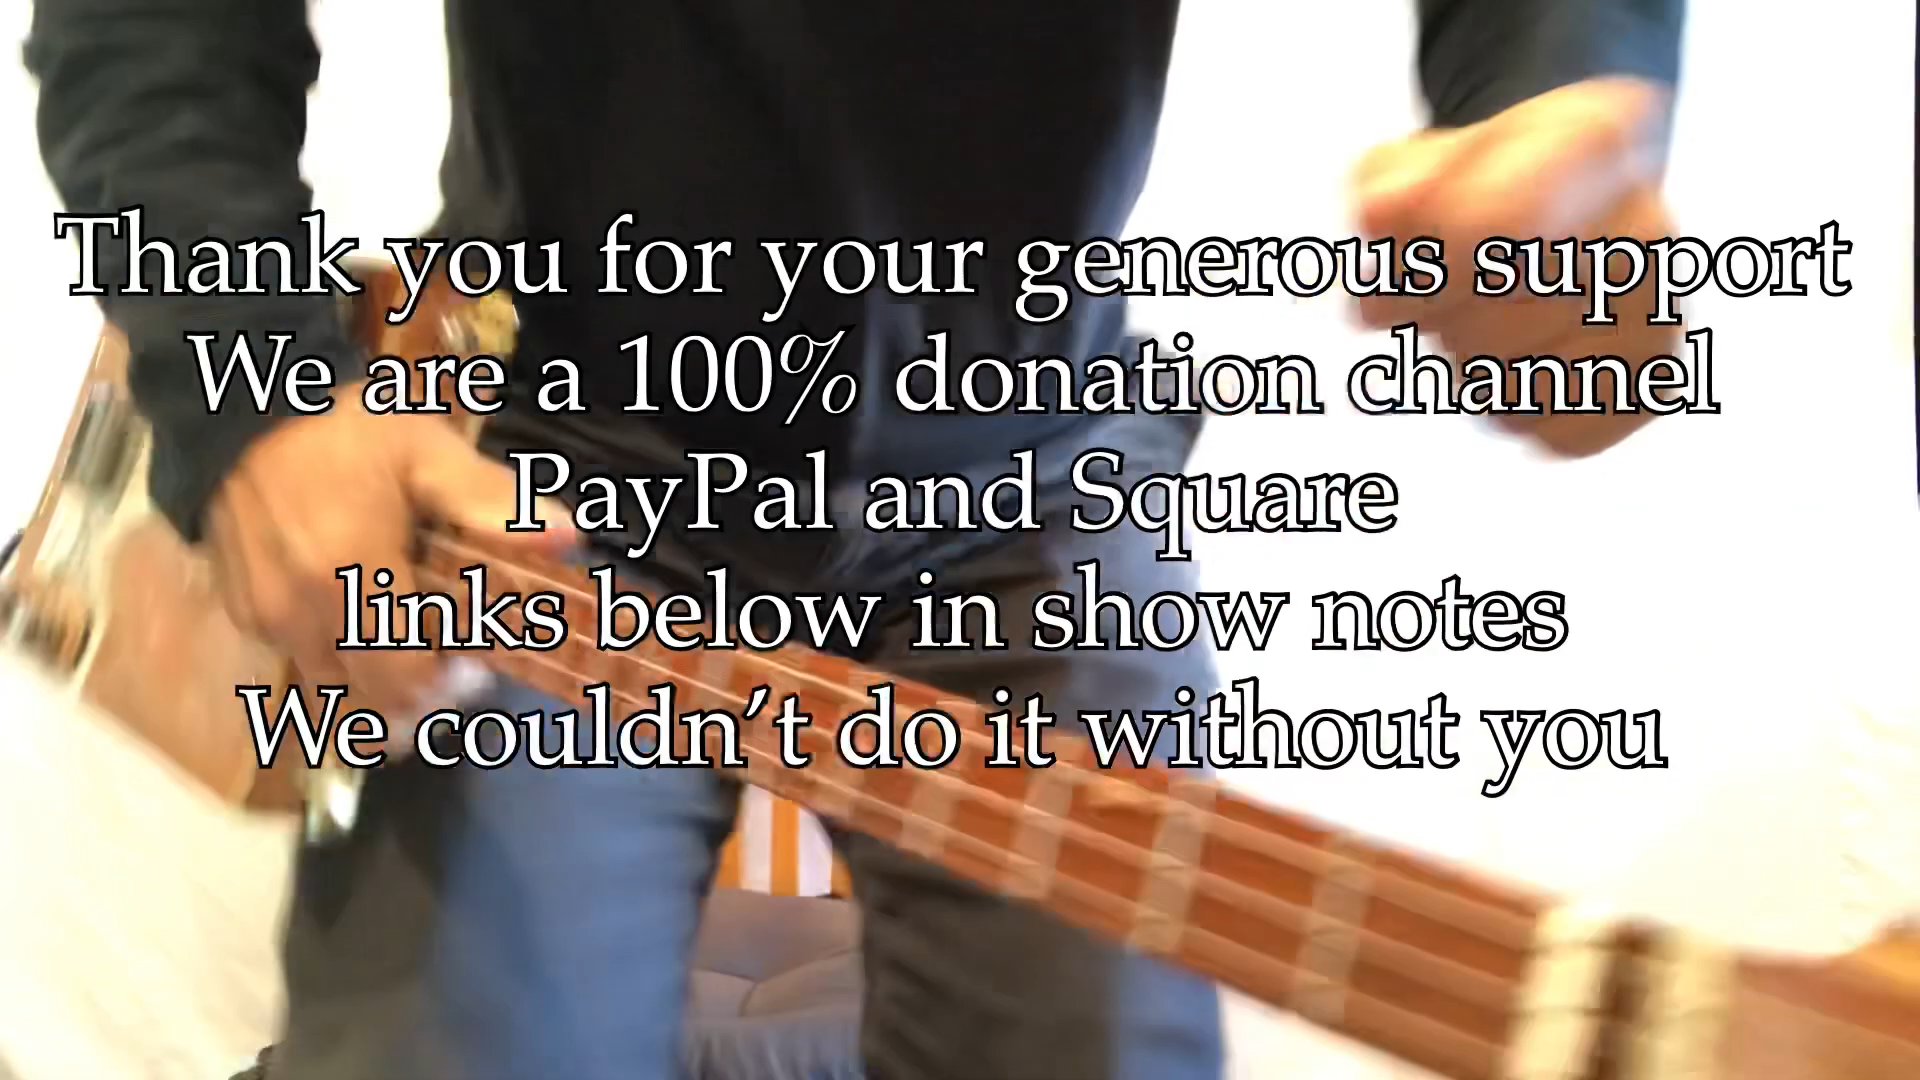 Thank you for your generous support
We are a 100% donation channel
PayPal and Square
links below in show notes
We couldn’t do it without you